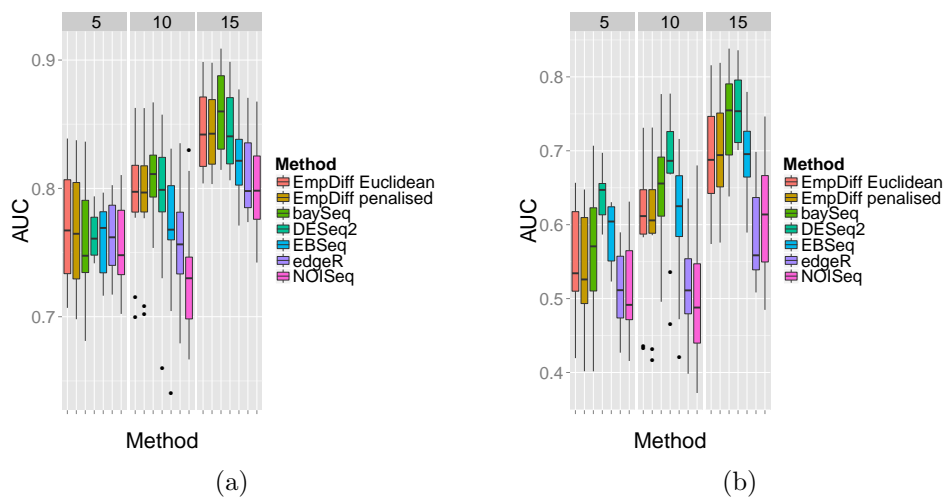 5 10 15
0.9
0.8
0.7
AUC
Method
Method
EmpDiff Euclidean
EmpDiff penalised
baySeq
DESeq2
EBSeq
edgeR
NOISeq
(a)
5 10 15
0.8
0.7
0.6
0.5
0.4
AUC
Method
Method
EmpDiff Euclidean
EmpDiff penalised
baySeq
DESeq2
EBSeq
edgeR
NOISeq
(b)